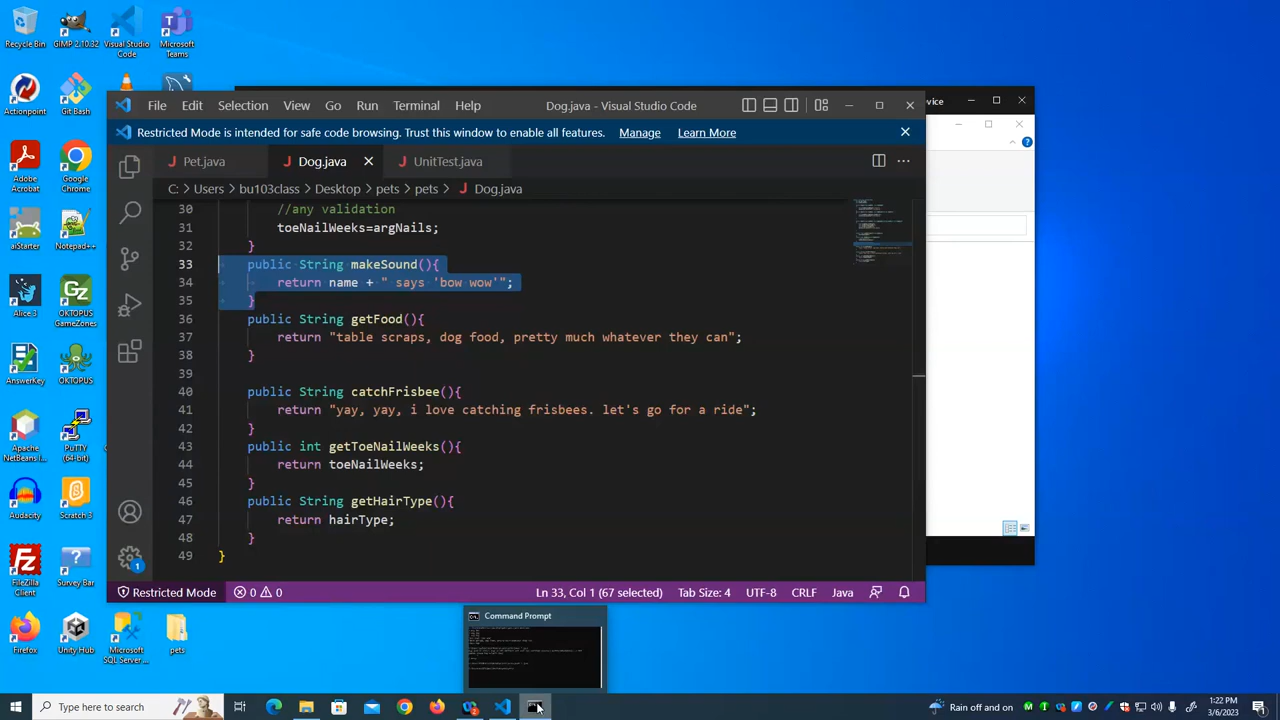 Recycle Bin
GIMP 2.10.32
Visual Studio Code
Microsoft Teams
Actionpoint
Git Bash
Adobe Acrobat
Google Chrome
aiStarter
Notepad++
Alice 3
OKTOPUS GameZones
AnswerKey
OKTOPUS
Apache NetBeans I...
PuTTY (64-bit)
Audacity
Scratch 3
FileZilla Client
Survey Bar
Firefox
Unity Hub
Microsoft SQL Server ...
pets
File Edit Selection View Go Run Terminal Help
Dog.java - Visual Studio Code
Restricted Mode is intended for safe code browsing. Trust this window to enable all features. Manage Learn More
Pet.java Dog.java UnitTest.java
C: > Users > bu103class > Desktop > pets > pets > Dog.java
30 //any validation
32 }
33 public String makeSound(){
34 return name + " says 'bow wow'";
35 }
36 public String getFood(){
37 return "table scraps, dog food, pretty much whatever they can";
38 }
39
40 public String catchFrisbee(){
41 return "yay, yay, i love catching frisbees. let's go for a ride";
42 }
43 public int getToeNailWeeks(){
44 return toeNailWeeks;
45 }
46 public String getHairType(){
47 return hairType;
48 }
49 }
Restricted Mode 0 0 Ln 33, Col 1 (67 selected) Tab Size: 4 UTF-8 CRLF Java
1
Command Prompt
Type here to search
Rain off and on
1:22 PM
3/6/2023